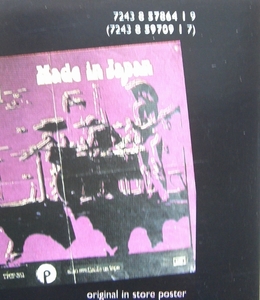 7243 8 57864 1 9
(7243 8 59709 1 7)
Made in Japan
P
original in store poster